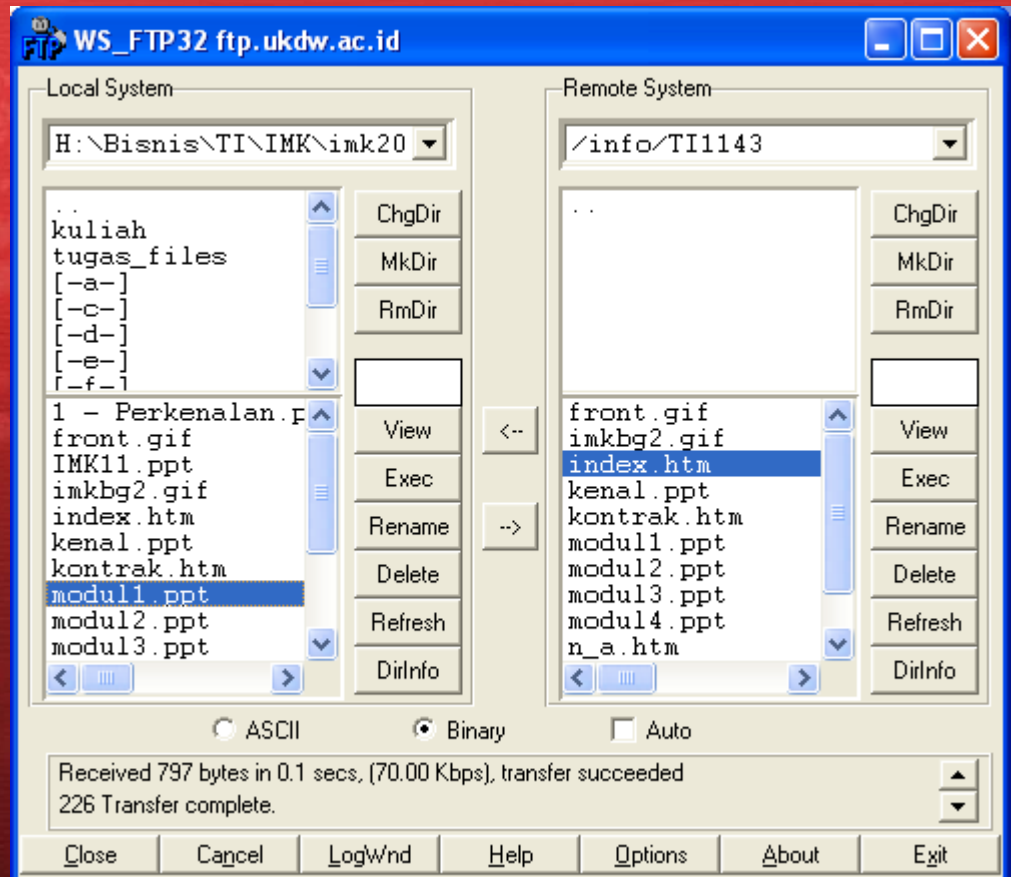 WS_FTP32 ftp.ukdw.ac.id
Local System
H:\Bisnis\TI\IMK\imk20
..
kuliah
tugas_files
[-a-]
[-c-]
[-d-]
[-e-]
[-f-]
ChgDir
MkDir
RmDir
1 - Perkenalan.p
front.gif
IMK11.ppt
imkbg2.gif
index.htm
kenal.ppt
kontrak.htm
modul1.ppt
modul2.ppt
modul3.ppt
View
Exec
Rename
Delete
Refresh
DirInfo
<--
-->
Remote System
/info/TI1143
..
ChgDir
MkDir
RmDir
front.gif
imkbg2.gif
index.htm
kenal.ppt
kontrak.htm
modul1.ppt
modul2.ppt
modul3.ppt
modul4.ppt
n_a.htm
View
Exec
Rename
Delete
Refresh
DirInfo
ASCII Binary Auto
Received 797 bytes in 0.1 secs, (70.00 Kbps), transfer succeeded
226 Transfer complete.
Close Cancel LogWnd Help Options About Exit